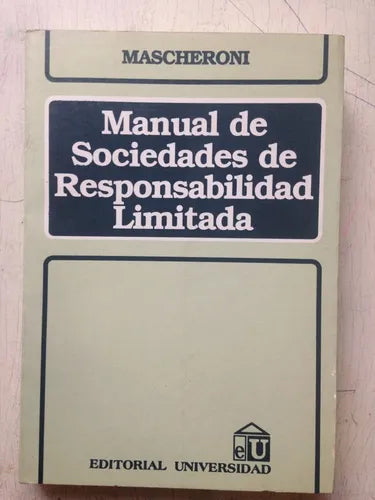 MASCHERONI
Manual de
Sociedades de
Responsabilidad
Limitada
eU
EDITORIAL UNIVERSIDAD